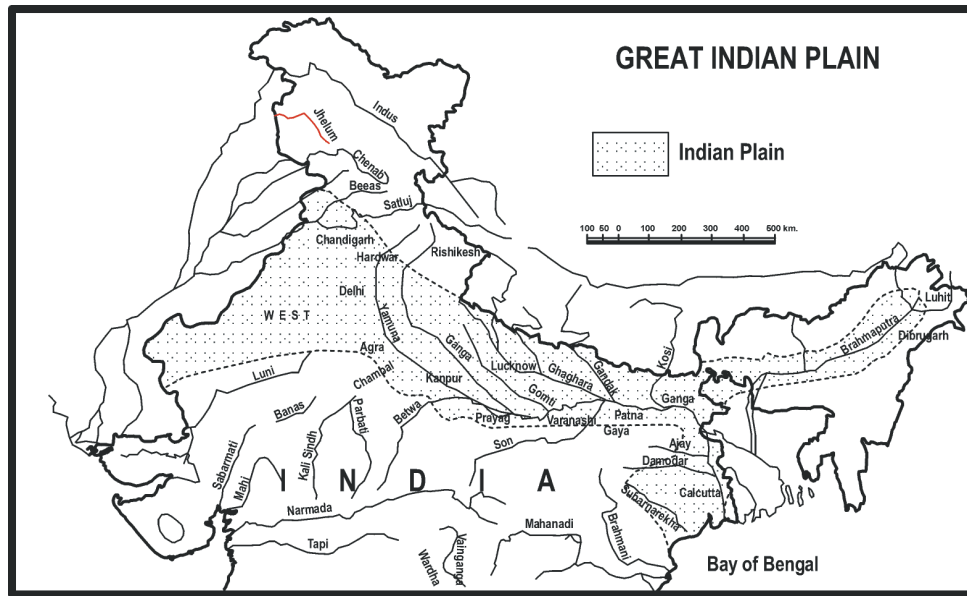 GREAT INDIAN PLAIN
Indian Plain
100 50 0 100 200 300 400 500 km.
Jhelum
Indus
Chenab
Beeas
Satluj
Chandigarh
Hardwar
Rishikesh
Delhi
WEST
Yamuna
Agra
Ganga
Luni
Chambal
Kanpur
Lucknow
Ghaghara
Gandak
Kosi
Brahmaputra
Luhit
Dibrugarh
Banas
Parbati
Betwa
Gomti
Prayag
Varanashi
Patna
Ganga
Gaya
Son
Ajay
Damodar
Sabarmati
Mahi
Kali Sindh
INDIA
Calcutta
Subarnarekha
Narmada
Tapi
Wardha
Vainganga
Mahanadi
Brahmani
Bay of Bengal